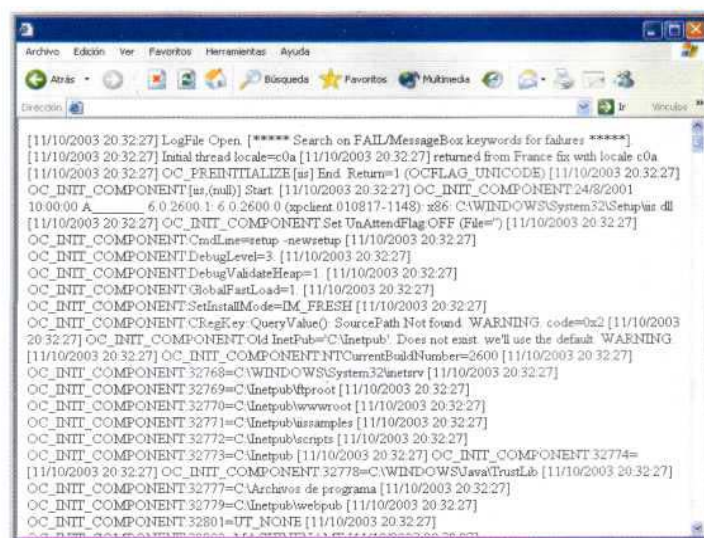 Archivo Edición Ver Favoritos Herramientas Ayuda
Atrás Búsqueda Favoritos Multimedia
Dirección Ir Vínculos »
[11/10/2003 20:32:27] LogFile Open. [***** Search on FAIL/MessageBox keywords for failures *****]
[11/10/2003 20:32:27] Initial thread locale=c0a [11/10/2003 20:32:27] returned from France fix with locale c0a
[11/10/2003 20:32:27] OC_PREINITIALIZE:[iis] End. Return=1 (OCFLAG_UNICODE) [11/10/2003 20:32:27]
OC_INIT_COMPONENT:[iis,(null)] Start. [11/10/2003 20:32:27] OC_INIT_COMPONENT:24/8/2001
10:00:00 A_______ 6.0.2600.1: 6.0.2600.0 (xpclient.010817-1148): x86: C:\WINDOWS\System32\Setup\iis.dll
[11/10/2003 20:32:27] OC_INIT_COMPONENT:Set UnAttendFlag:OFF (File='') [11/10/2003 20:32:27]
OC_INIT_COMPONENT:CmdLine=setup -newsetup [11/10/2003 20:32:27]
OC_INIT_COMPONENT:DebugLevel=3. [11/10/2003 20:32:27]
OC_INIT_COMPONENT:DebugValidateHeap=1. [11/10/2003 20:32:27]
OC_INIT_COMPONENT:GlobalFastLoad=1. [11/10/2003 20:32:27]
OC_INIT_COMPONENT:SetInstallMode=IM_FRESH [11/10/2003 20:32:27]
OC_INIT_COMPONENT:CRegKey::QueryValue(): SourcePath Not found. WARNING. code=0x2 [11/10/2003
20:32:27] OC_INIT_COMPONENT:Old InetPub='C:\Inetpub'. Does not exist. we'll use the default. WARNING.
[11/10/2003 20:32:27] OC_INIT_COMPONENT:NTCurrentBuildNumber=2600 [11/10/2003 20:32:27]
OC_INIT_COMPONENT:32768=C:\WINDOWS\System32\inetsrv [11/10/2003 20:32:27]
OC_INIT_COMPONENT:32769=C:\Inetpub\ftproot [11/10/2003 20:32:27]
OC_INIT_COMPONENT:32770=C:\Inetpub\wwwroot [11/10/2003 20:32:27]
OC_INIT_COMPONENT:32771=C:\Inetpub\iissamples [11/10/2003 20:32:27]
OC_INIT_COMPONENT:32772=C:\Inetpub\scripts [11/10/2003 20:32:27]
OC_INIT_COMPONENT:32773=C:\Inetpub [11/10/2003 20:32:27] OC_INIT_COMPONENT:32774=
[11/10/2003 20:32:27] OC_INIT_COMPONENT:32778=C:\WINDOWS\Java\TrustLib [11/10/2003 20:32:27]
OC_INIT_COMPONENT:32777=C:\Archivos de programa [11/10/2003 20:32:27]
OC_INIT_COMPONENT:32779=C:\Inetpub\webpub [11/10/2003 20:32:27]
OC_INIT_COMPONENT:32801=UT_NONE [11/10/2003 20:32:27]